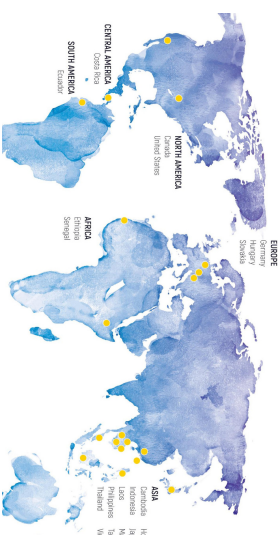 NORTH AMERICA
Canada
United States
CENTRAL AMERICA
Costa Rica
SOUTH AMERICA
Ecuador
EUROPE
Germany
Hungary
Slovakia
AFRICA
Ethiopia
Senegal
ASIA
Cambodia
Indonesia
Laos
Philippines
Thailand